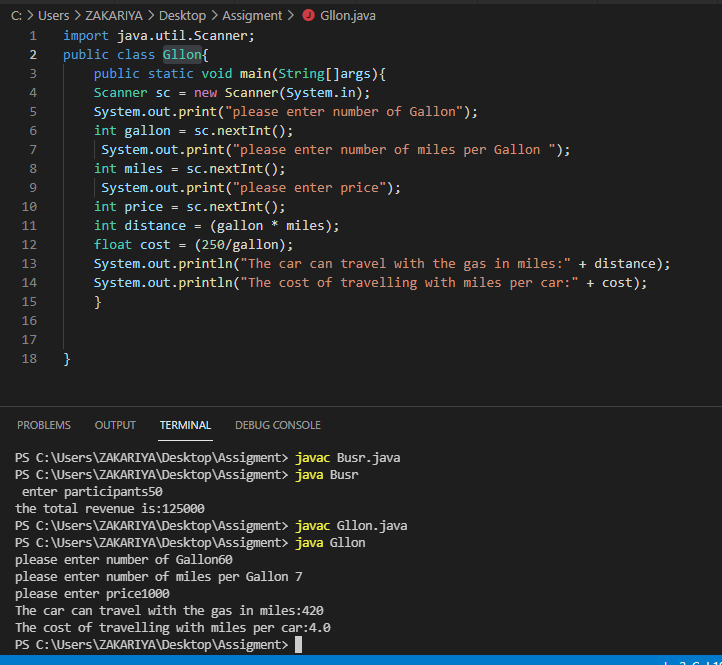 C: > Users > ZAKARIYA > Desktop > Assigment > Gllon.java
1 import java.util.Scanner;
2 public class Gllon{
3 public static void main(String[]args){
4 Scanner sc = new Scanner(System.in);
5 System.out.print("please enter number of Gallon");
6 int gallon = sc.nextInt();
7 System.out.print("please enter number of miles per Gallon ");
8 int miles = sc.nextInt();
9 System.out.print("please enter price");
10 int price = sc.nextInt();
11 int distance = (gallon * miles);
12 float cost = (250/gallon);
13 System.out.println("The car can travel with the gas in miles:" + distance);
14 System.out.println("The cost of travelling with miles per car:" + cost);
15 }
16
17
18 }
PROBLEMS OUTPUT TERMINAL DEBUG CONSOLE
PS C:\Users\ZAKARIYA\Desktop\Assigment> javac Busr.java
PS C:\Users\ZAKARIYA\Desktop\Assigment> java Busr
enter participants50
the total revenue is:125000
PS C:\Users\ZAKARIYA\Desktop\Assigment> javac Gllon.java
PS C:\Users\ZAKARIYA\Desktop\Assigment> java Gllon
please enter number of Gallon60
please enter number of miles per Gallon 7
please enter price1000
The car can travel with the gas in miles:420
The cost of travelling with miles per car:4.0
PS C:\Users\ZAKARIYA\Desktop\Assigment>